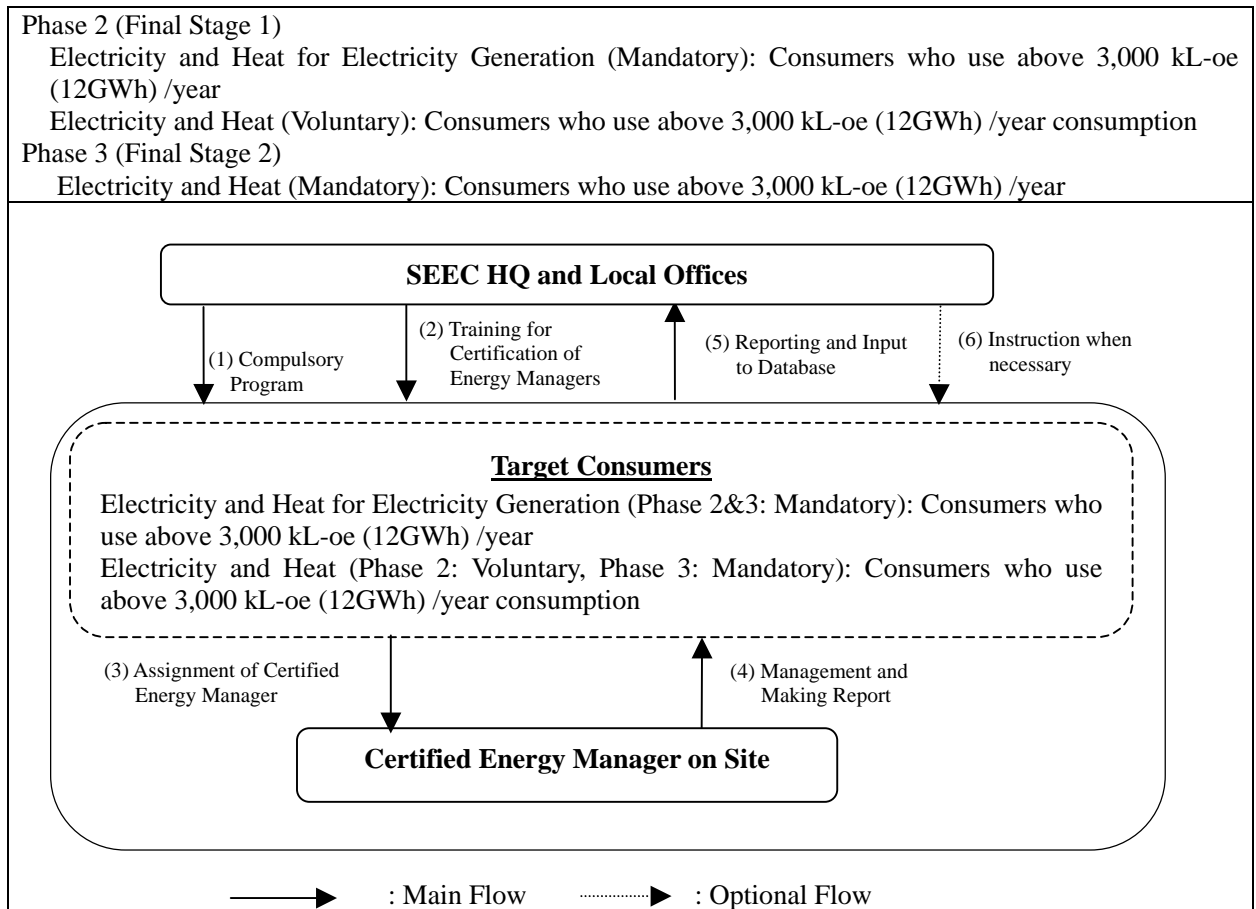 Phase 2 (Final Stage 1)
Electricity and Heat for Electricity Generation (Mandatory): Consumers who use above 3,000 kL-oe
(12GWh) /year
Electricity and Heat (Voluntary): Consumers who use above 3,000 kL-oe (12GWh) /year consumption
Phase 3 (Final Stage 2)
Electricity and Heat (Mandatory): Consumers who use above 3,000 kL-oe (12GWh) /year
SEEC HQ and Local Offices
(1) Compulsory
Program
(2) Training for
Certification of
Energy Managers
(5) Reporting and Input
to Database
(6) Instruction when
necessary
Target Consumers
Electricity and Heat for Electricity Generation (Phase 2&3: Mandatory): Consumers who
use above 3,000 kL-oe (12GWh) /year
Electricity and Heat (Phase 2: Voluntary, Phase 3: Mandatory): Consumers who use
above 3,000 kL-oe (12GWh) /year consumption
(3) Assignment of Certified
Energy Manager
(4) Management and
Making Report
Certified Energy Manager on Site
: Main Flow
: Optional Flow